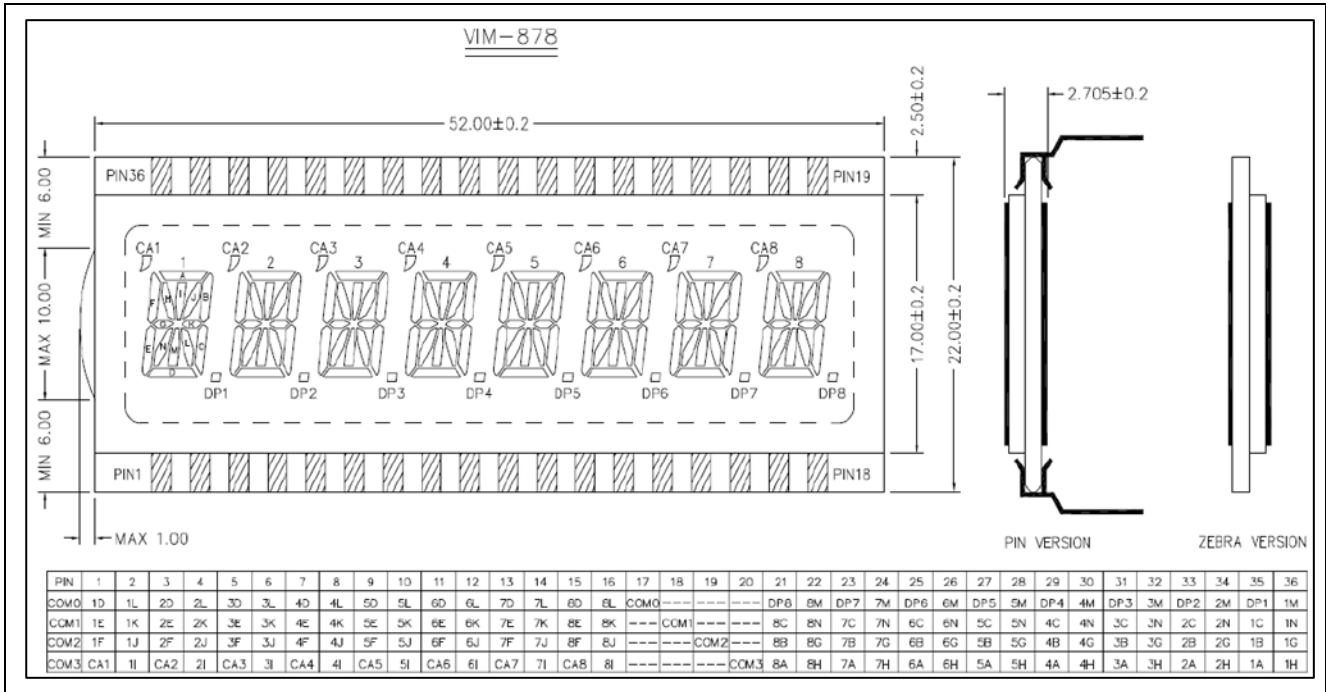 VIM-878
52.00±0.2
2.50±0.2
2.705±0.2
PIN36 PIN19
MIN 6.00
CA1 CA2 CA3 CA4 CA5 CA6 CA7 CA8
1 2 3 4 5 6 7 8
A
F H I J B
G K
E N M L C
D
MAX 10.00
17.00±0.2
22.00±0.2
DP1 DP2 DP3 DP4 DP5 DP6 DP7 DP8
MIN 6.00
PIN1 PIN18
MAX 1.00
PIN VERSION
ZEBRA VERSION
PIN 1 2 3 4 5 6 7 8 9 10 11 12 13 14 15 16 17 18 19 20 21 22 23 24 25 26 27 28 29 30 31 32 33 34 35 36
COM0 1D 1L 2D 2L 3D 3L 4D 4L 5D 5L 6D 6L 7D 7L 8D 8L COM0 --- --- --- DP8 8M DP7 7M DP6 6M DP5 5M DP4 4M DP3 3M DP2 2M DP1 1M
COM1 1E 1K 2E 2K 3E 3K 4E 4K 5E 5K 6E 6K 7E 7K 8E 8K --- COM1 --- --- 8C 8N 7C 7N 6C 6N 5C 5N 4C 4N 3C 3N 2C 2N 1C 1N
COM2 1F 1J 2F 2J 3F 3J 4F 4J 5F 5J 6F 6J 7F 7J 8F 8J --- --- COM2 --- 8B 8G 7B 7G 6B 6G 5B 5G 4B 4G 3B 3G 2B 2G 1B 1G
COM3 CA1 1I CA2 2I CA3 3I CA4 4I CA5 5I CA6 6I CA7 7I CA8 8I --- --- --- COM3 8A 8H 7A 7H 6A 6H 5A 5H 4A 4H 3A 3H 2A 2H 1A 1H